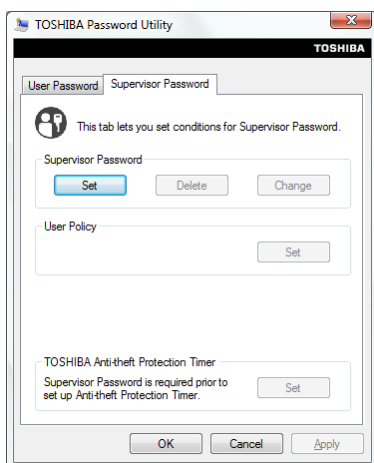 TOSHIBA Password Utility
TOSHIBA
User Password Supervisor Password
This tab lets you set conditions for Supervisor Password.
Supervisor Password
Set Delete Change
User Policy
Set
TOSHIBA Anti-theft Protection Timer
Supervisor Password is required prior to
set up Anti-theft Protection Timer.
Set
OK Cancel Apply